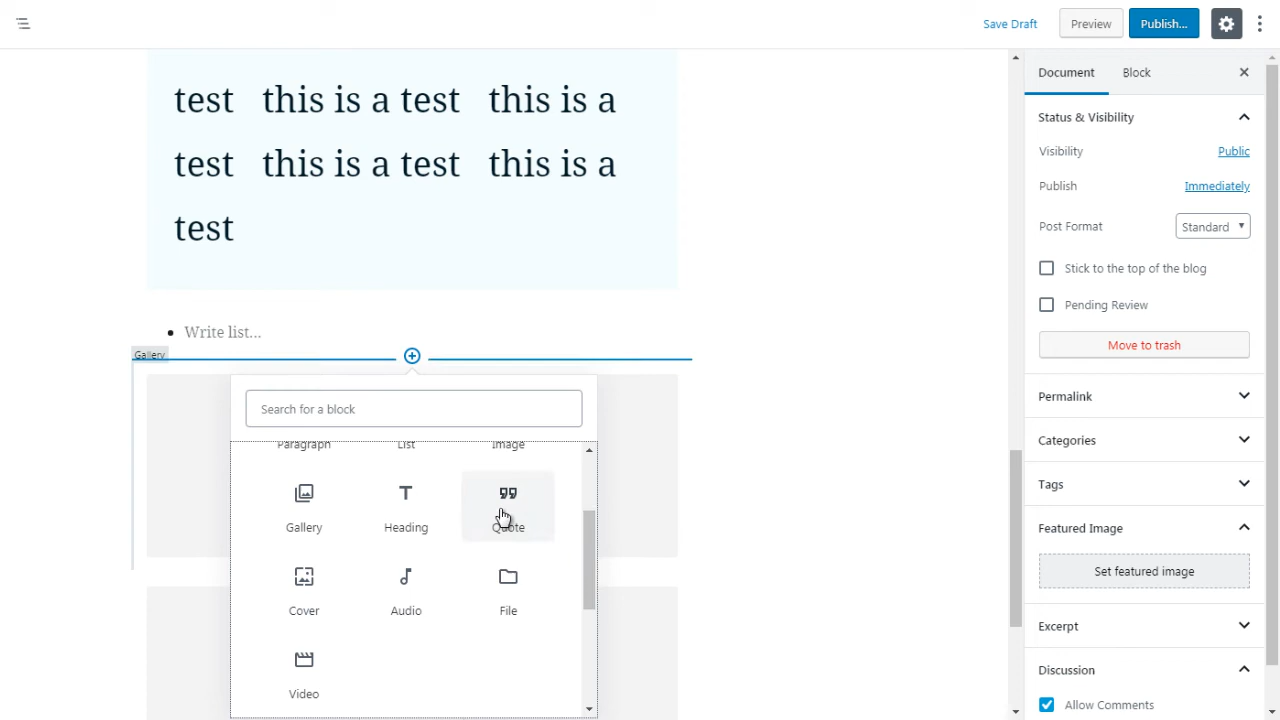 Save Draft
Preview
Publish...
test this is a test this is a
test this is a test this is a
test
Write list...
Gallery
Search for a block
Paragraph
List
Image
Gallery
Heading
Quote
Cover
Audio
File
Video
Document
Block
Status & Visibility
Visibility
Public
Publish
Immediately
Post Format
Standard
Stick to the top of the blog
Pending Review
Move to trash
Permalink
Categories
Tags
Featured Image
Set featured image
Excerpt
Discussion
Allow Comments